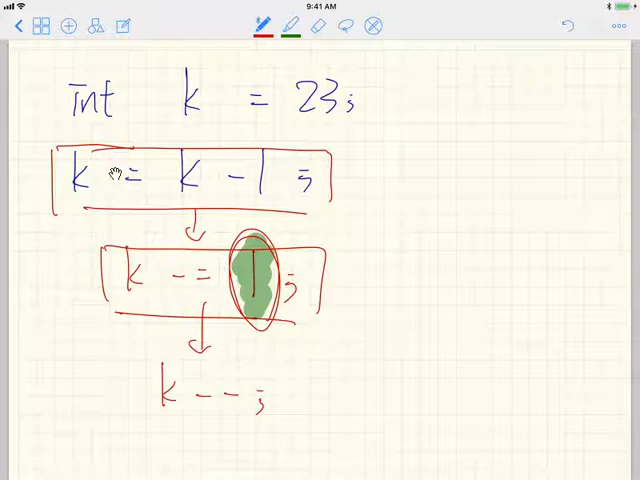 9:41 AM
int k = 23;
k = k - 1 ;
k -= 1 ;
k -- ;